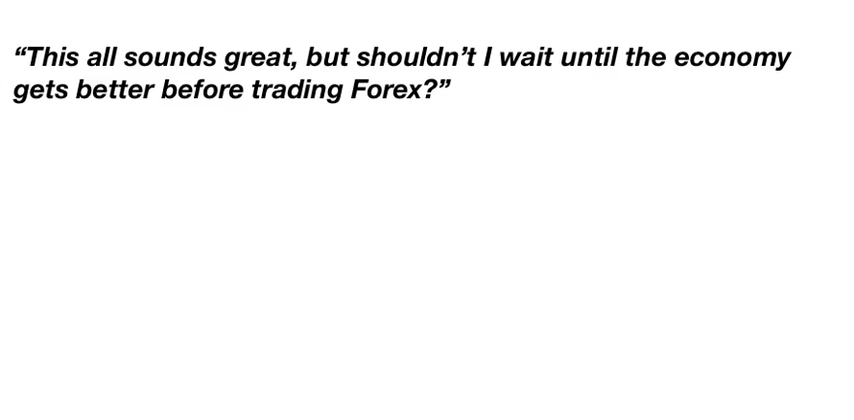 “This all sounds great, but shouldn’t I wait until the economy
gets better before trading Forex?”